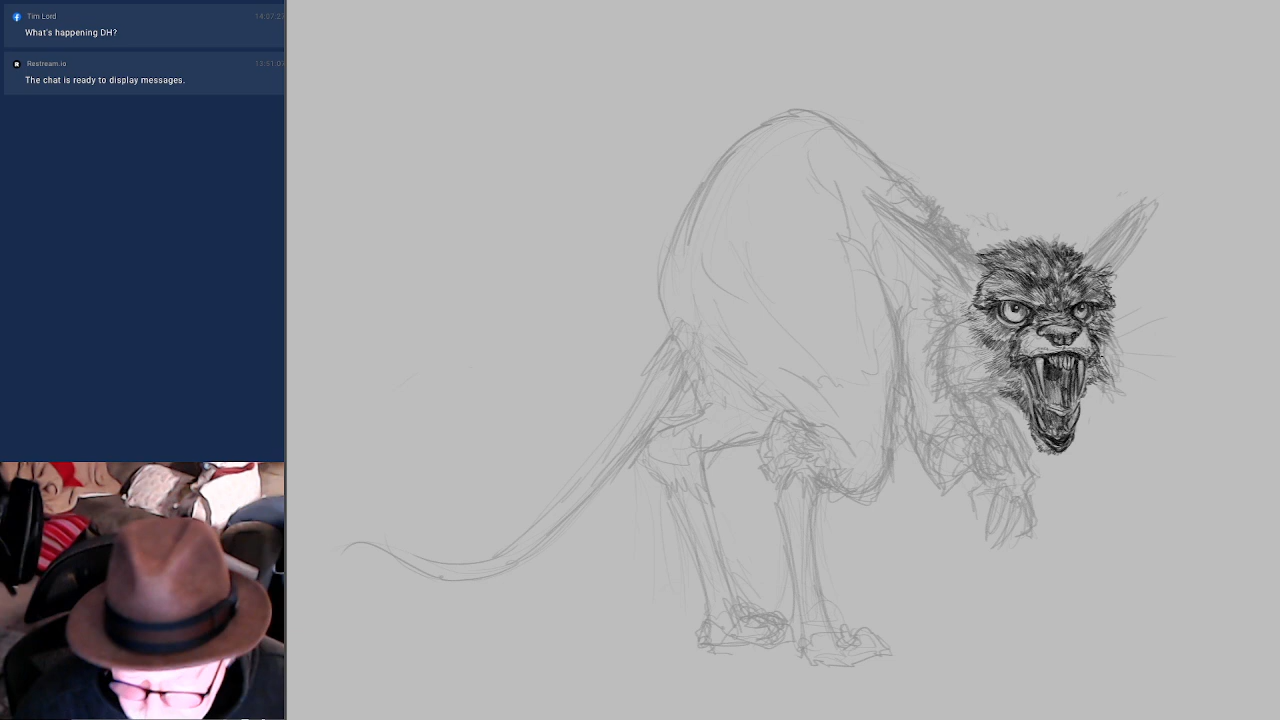 Tim Lord
What's happening DH?
Restream.io
The chat is ready to display messages.